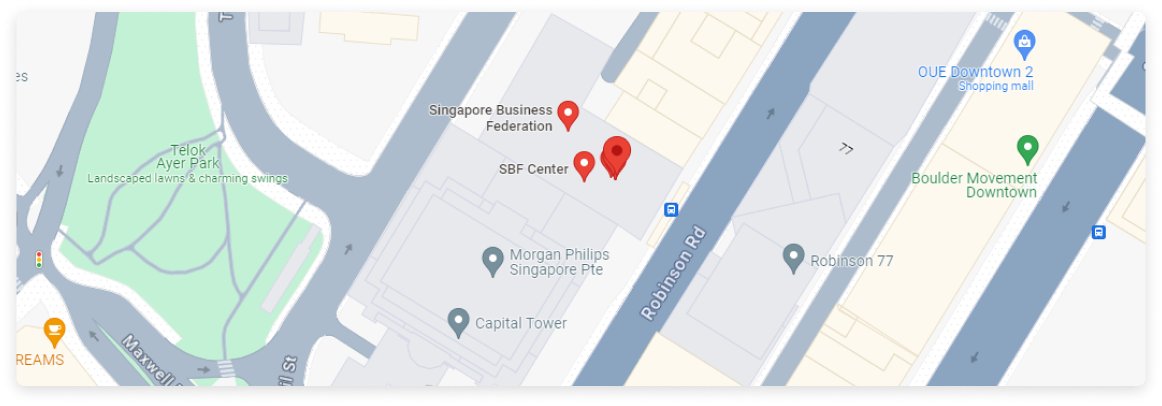 es
Telok
Ayer Park
Landscaped lawns & charming swings
REAMS
Maxwell
il St
Singapore Business
Federation
SBF Center
Morgan Philips
Singapore Pte
Capital Tower
Robinson Rd
77
Robinson 77
OUE Downtown 2
Shopping mall
Boulder Movement
Downtown